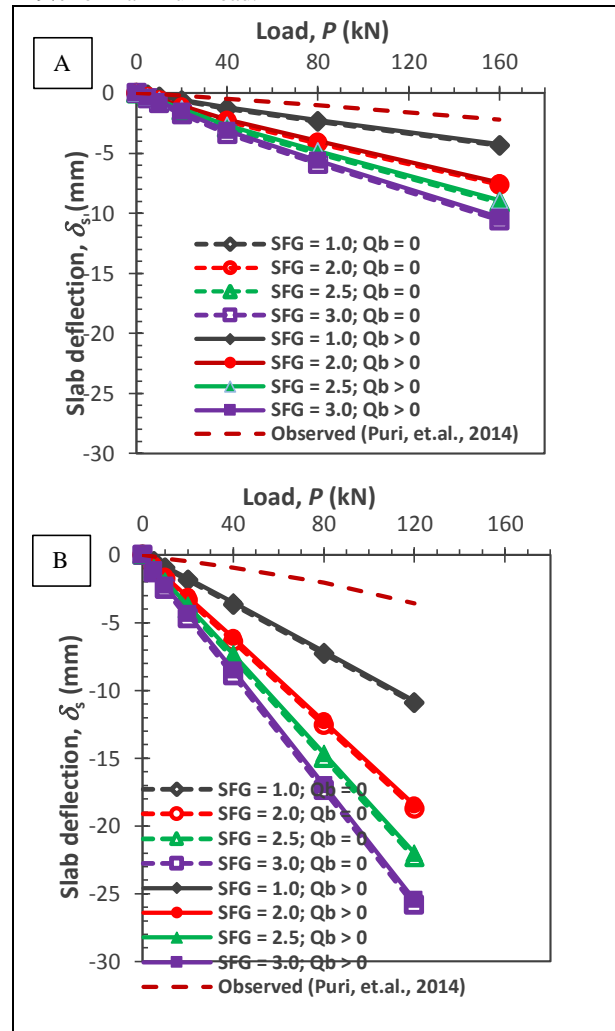 A
Load, P (kN)
0 40 80 120 160
0
-5
-10
-15
-20
-25
-30
Slab deflection, δs,(mm)
SFG = 1.0; Qb = 0
SFG = 2.0; Qb = 0
SFG = 2.5; Qb = 0
SFG = 3.0; Qb = 0
SFG = 1.0; Qb > 0
SFG = 2.0; Qb > 0
SFG = 2.5; Qb > 0
SFG = 3.0; Qb > 0
Observed (Puri, et.al., 2014)
B
Load, P (kN)
0 40 80 120 160
0
-5
-10
-15
-20
-25
-30
Slab deflection, δs (mm)
SFG = 1.0; Qb = 0
SFG = 2.0; Qb = 0
SFG = 2.5; Qb = 0
SFG = 3.0; Qb = 0
SFG = 1.0; Qb > 0
SFG = 2.0; Qb > 0
SFG = 2.5; Qb > 0
SFG = 3.0; Qb > 0
Observed (Puri, et.al., 2014)